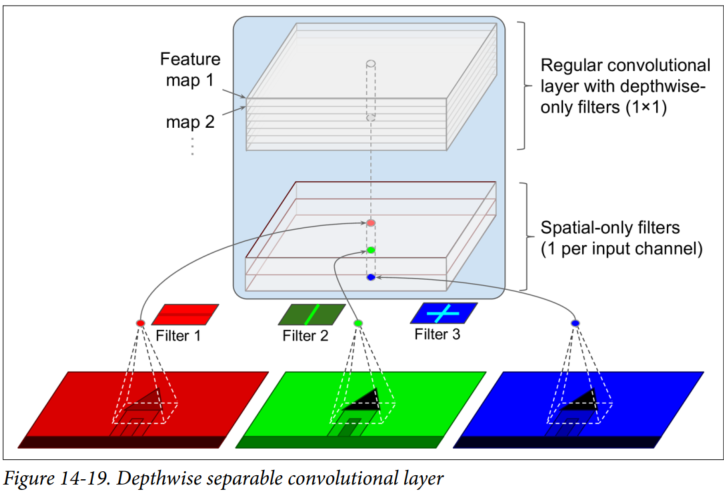 Feature
map 1
map 2
Regular convolutional
layer with depthwise-
only filters (1×1)
Spatial-only filters
(1 per input channel)
Filter 1
Filter 2
Filter 3
Figure 14-19. Depthwise separable convolutional layer